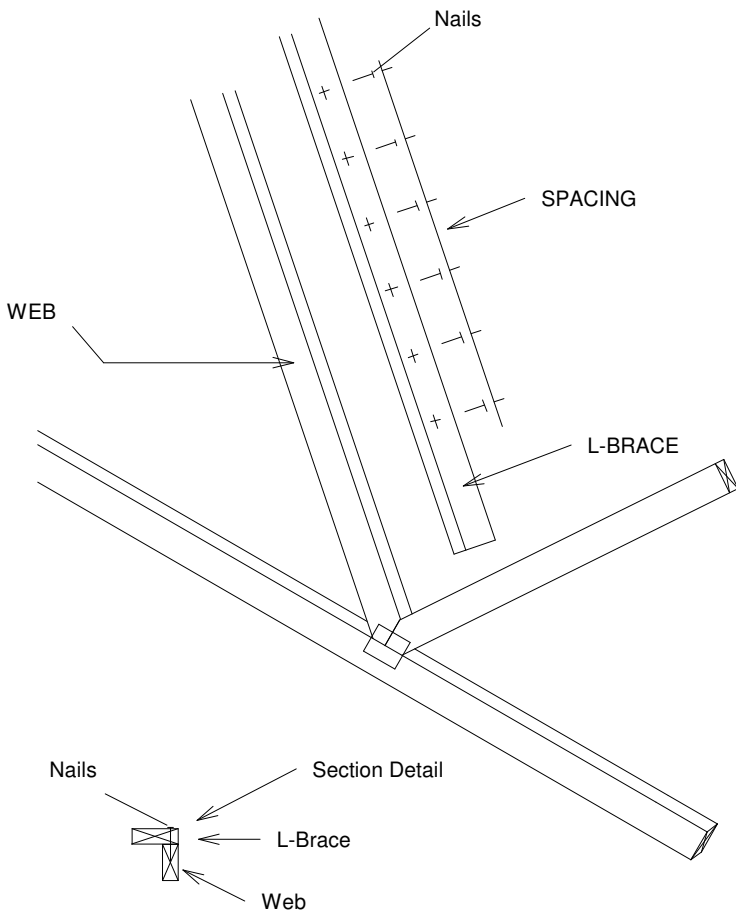 Nails
SPACING
WEB
L-BRACE
Nails
Section Detail
L-Brace
Web